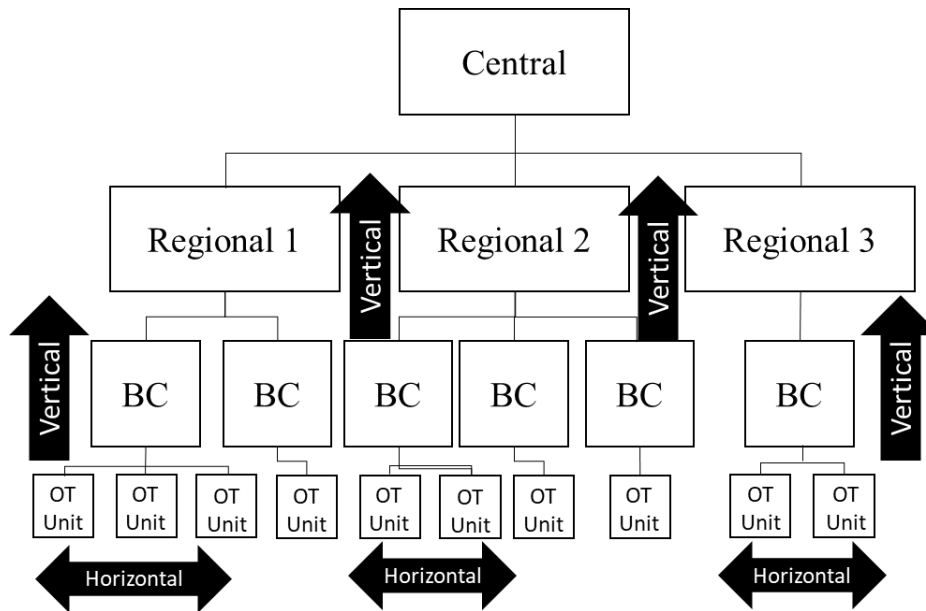 Central
Regional 1
Vertical
Regional 2
Vertical
Regional 3
Vertical
BC
BC
BC
BC
BC
BC
Vertical
OT
Unit
OT
Unit
OT
Unit
OT
Unit
OT
Unit
OT
Unit
OT
Unit
OT
Unit
OT
Unit
OT
Unit
Horizontal
Horizontal
Horizontal